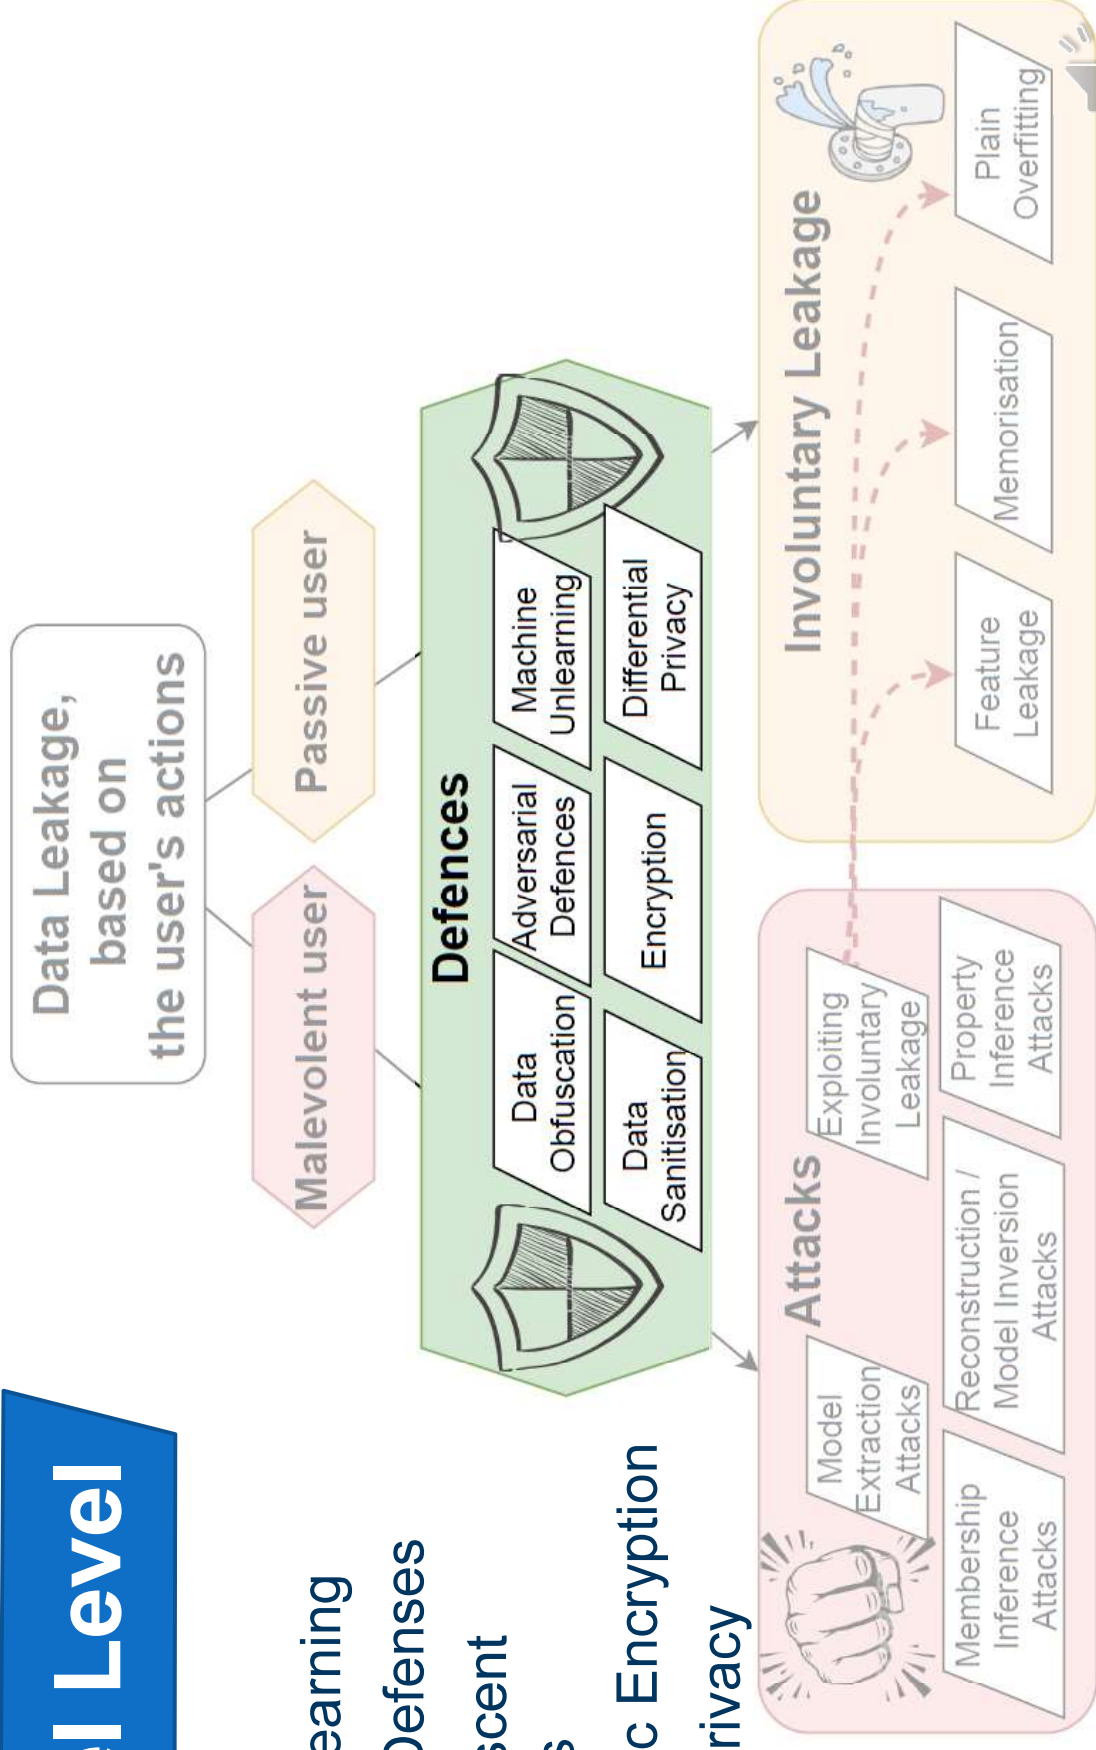 el Level
earning
Defenses
scent
s
c Encryption
rivacy
Data Leakage,
based on
the user's actions
Malevolent user
Passive user
Defences
Data
Obfuscation
Adversarial
Defences
Machine
Unlearning
Data
Sanitisation
Encryption
Differential
Privacy
Attacks
Model
Extraction
Attacks
Exploiting
Involuntary
Leakage
Membership
Inference
Attacks
Reconstruction /
Model Inversion
Attacks
Property
Inference
Attacks
Involuntary Leakage
Feature
Leakage
Memorisation
Plain
Overfitting